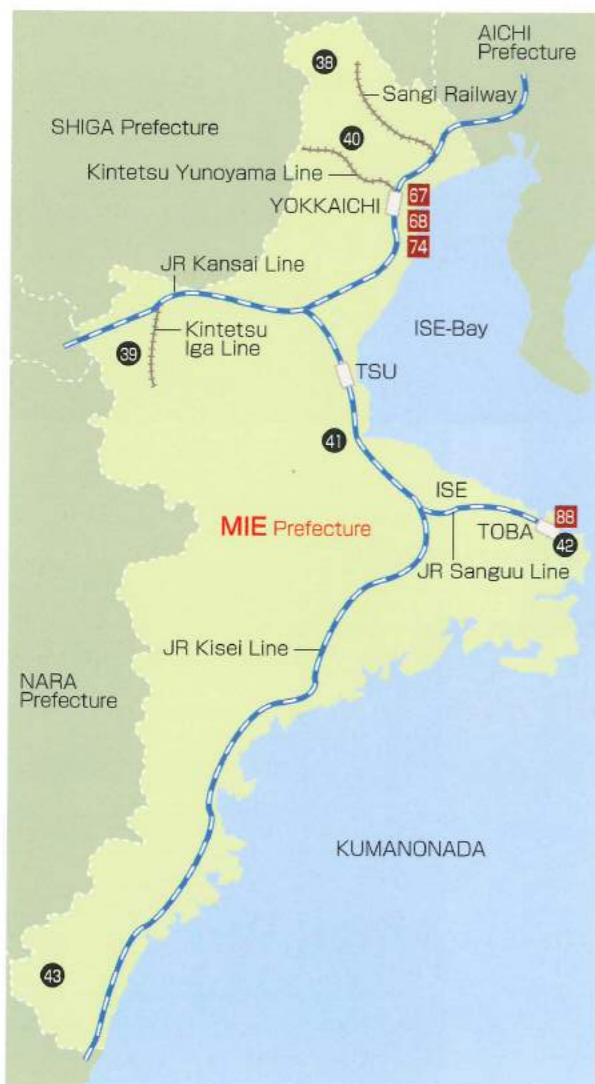 AICHI
Prefecture
38
Sangi Railway
SHIGA Prefecture
40
Kintetsu Yunoyama Line
67
YOKKAICHI
68
74
JR Kansai Line
ISE-Bay
Kintetsu
Iga Line
39
TSU
41
ISE
88
MIE Prefecture
TOBA
42
JR Sanguu Line
JR Kisei Line
NARA
Prefecture
KUMANONADA
43